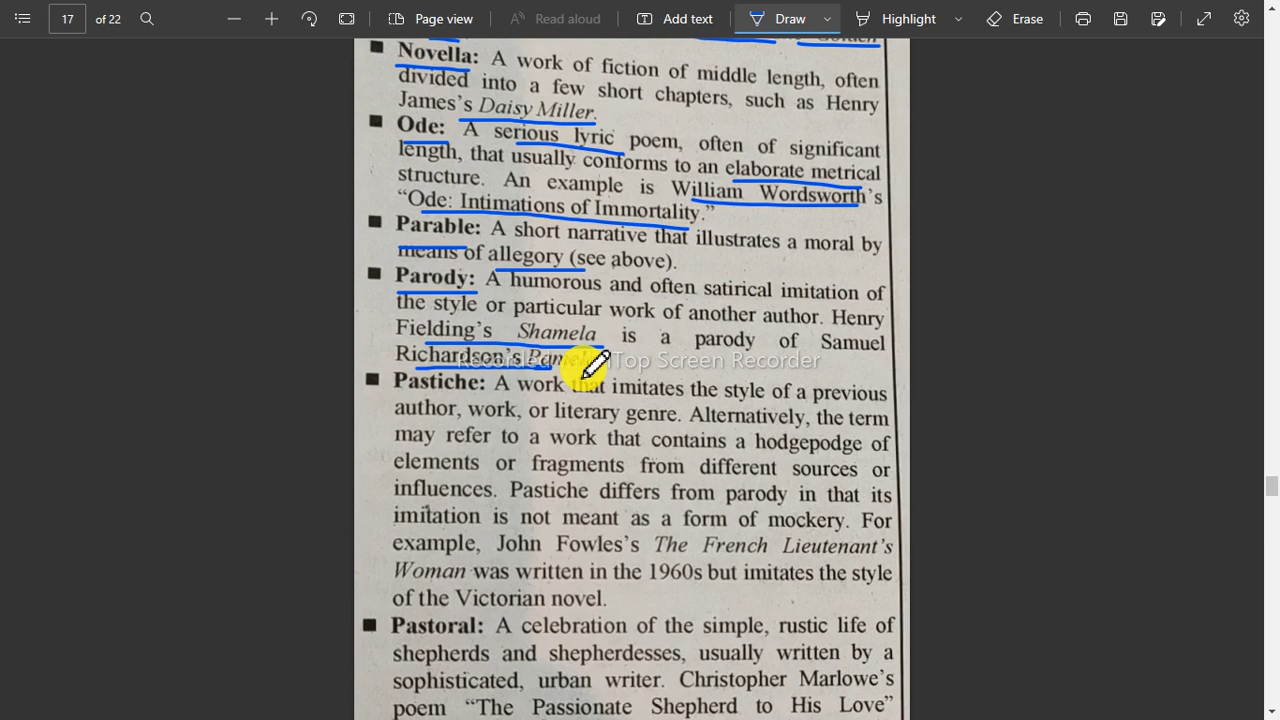 17
of 22
Page view
Read aloud
Add text
Draw
Highlight
Erase
Novella: A work of fiction of middle length, often
divided into a few short chapters, such as Henry
James's Daisy Miller.
Ode: A serious lyric poem, often of significant
length, that usually conforms to an elaborate metrical
structure. An example is William Wordsworth's
"Ode: Intimations of Immortality."
Parable: A short narrative that illustrates a moral by
means of allegory (see above).
Parody: A humorous and often satirical imitation of
the style or particular work of another author. Henry
Fielding's Shamela is a parody of Samuel
Richardson's
iTop Screen Recorder
Pastiche: A work that imitates the style of a previous
author, work, or literary genre. Alternatively, the term
may refer to a work that contains a hodgepodge of
elements or fragments from different sources or
influences. Pastiche differs from parody in that its
imitation is not meant as a form of mockery. For
example, John Fowles's The French Lieutenant's
Woman was written in the 1960s but imitates the style
of the Victorian novel.
Pastoral: A celebration of the simple, rustic life of
shepherds and shepherdesses, usually written by a
sophisticated, urban writer. Christopher Marlowe's
poem "The Passionate Shepherd to His Love"